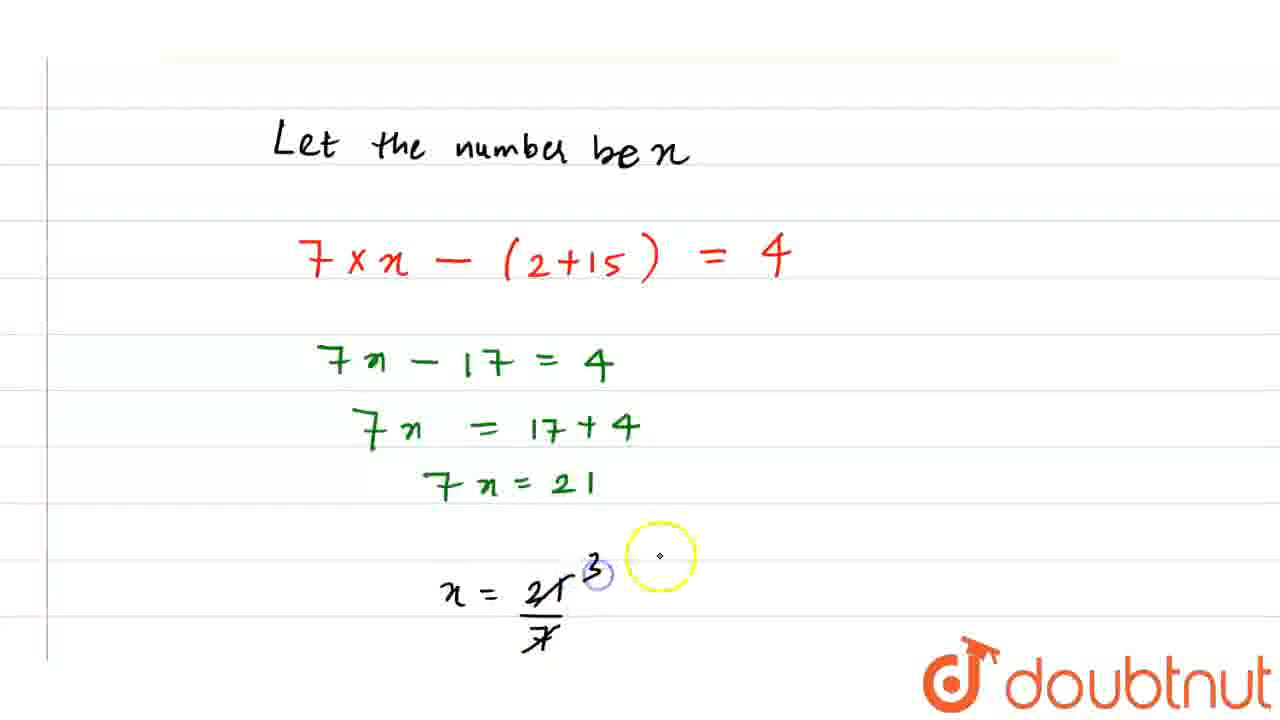 Let the number be x
7 × x - (2+15) = 4
7x - 17 = 4
7x = 17 + 4
7x = 21
x = 21/7 3
doubtnut